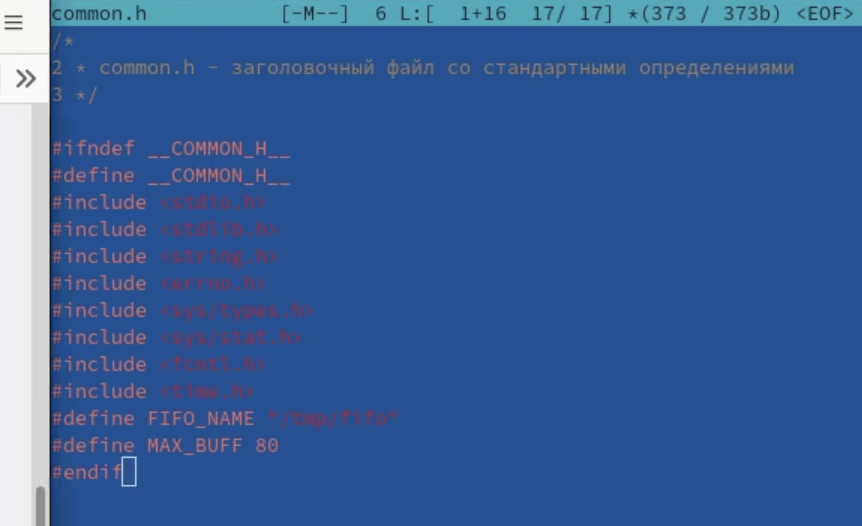 common.h [-M--] 6 L:[ 1+16 17/ 17] *(373 / 373b) <EOF>
/*
2 * common.h - заголовочный файл со стандартными определениями
3 */
#ifndef __COMMON_H__
#define __COMMON_H__
#include <stdio.h>
#include <stdlib.h>
#include <string.h>
#include <errno.h>
#include <sys/types.h>
#include <sys/stat.h>
#include <fcntl.h>
#include <time.h>
#define FIFO_NAME "/tmp/fifo"
#define MAX_BUFF 80
#endif